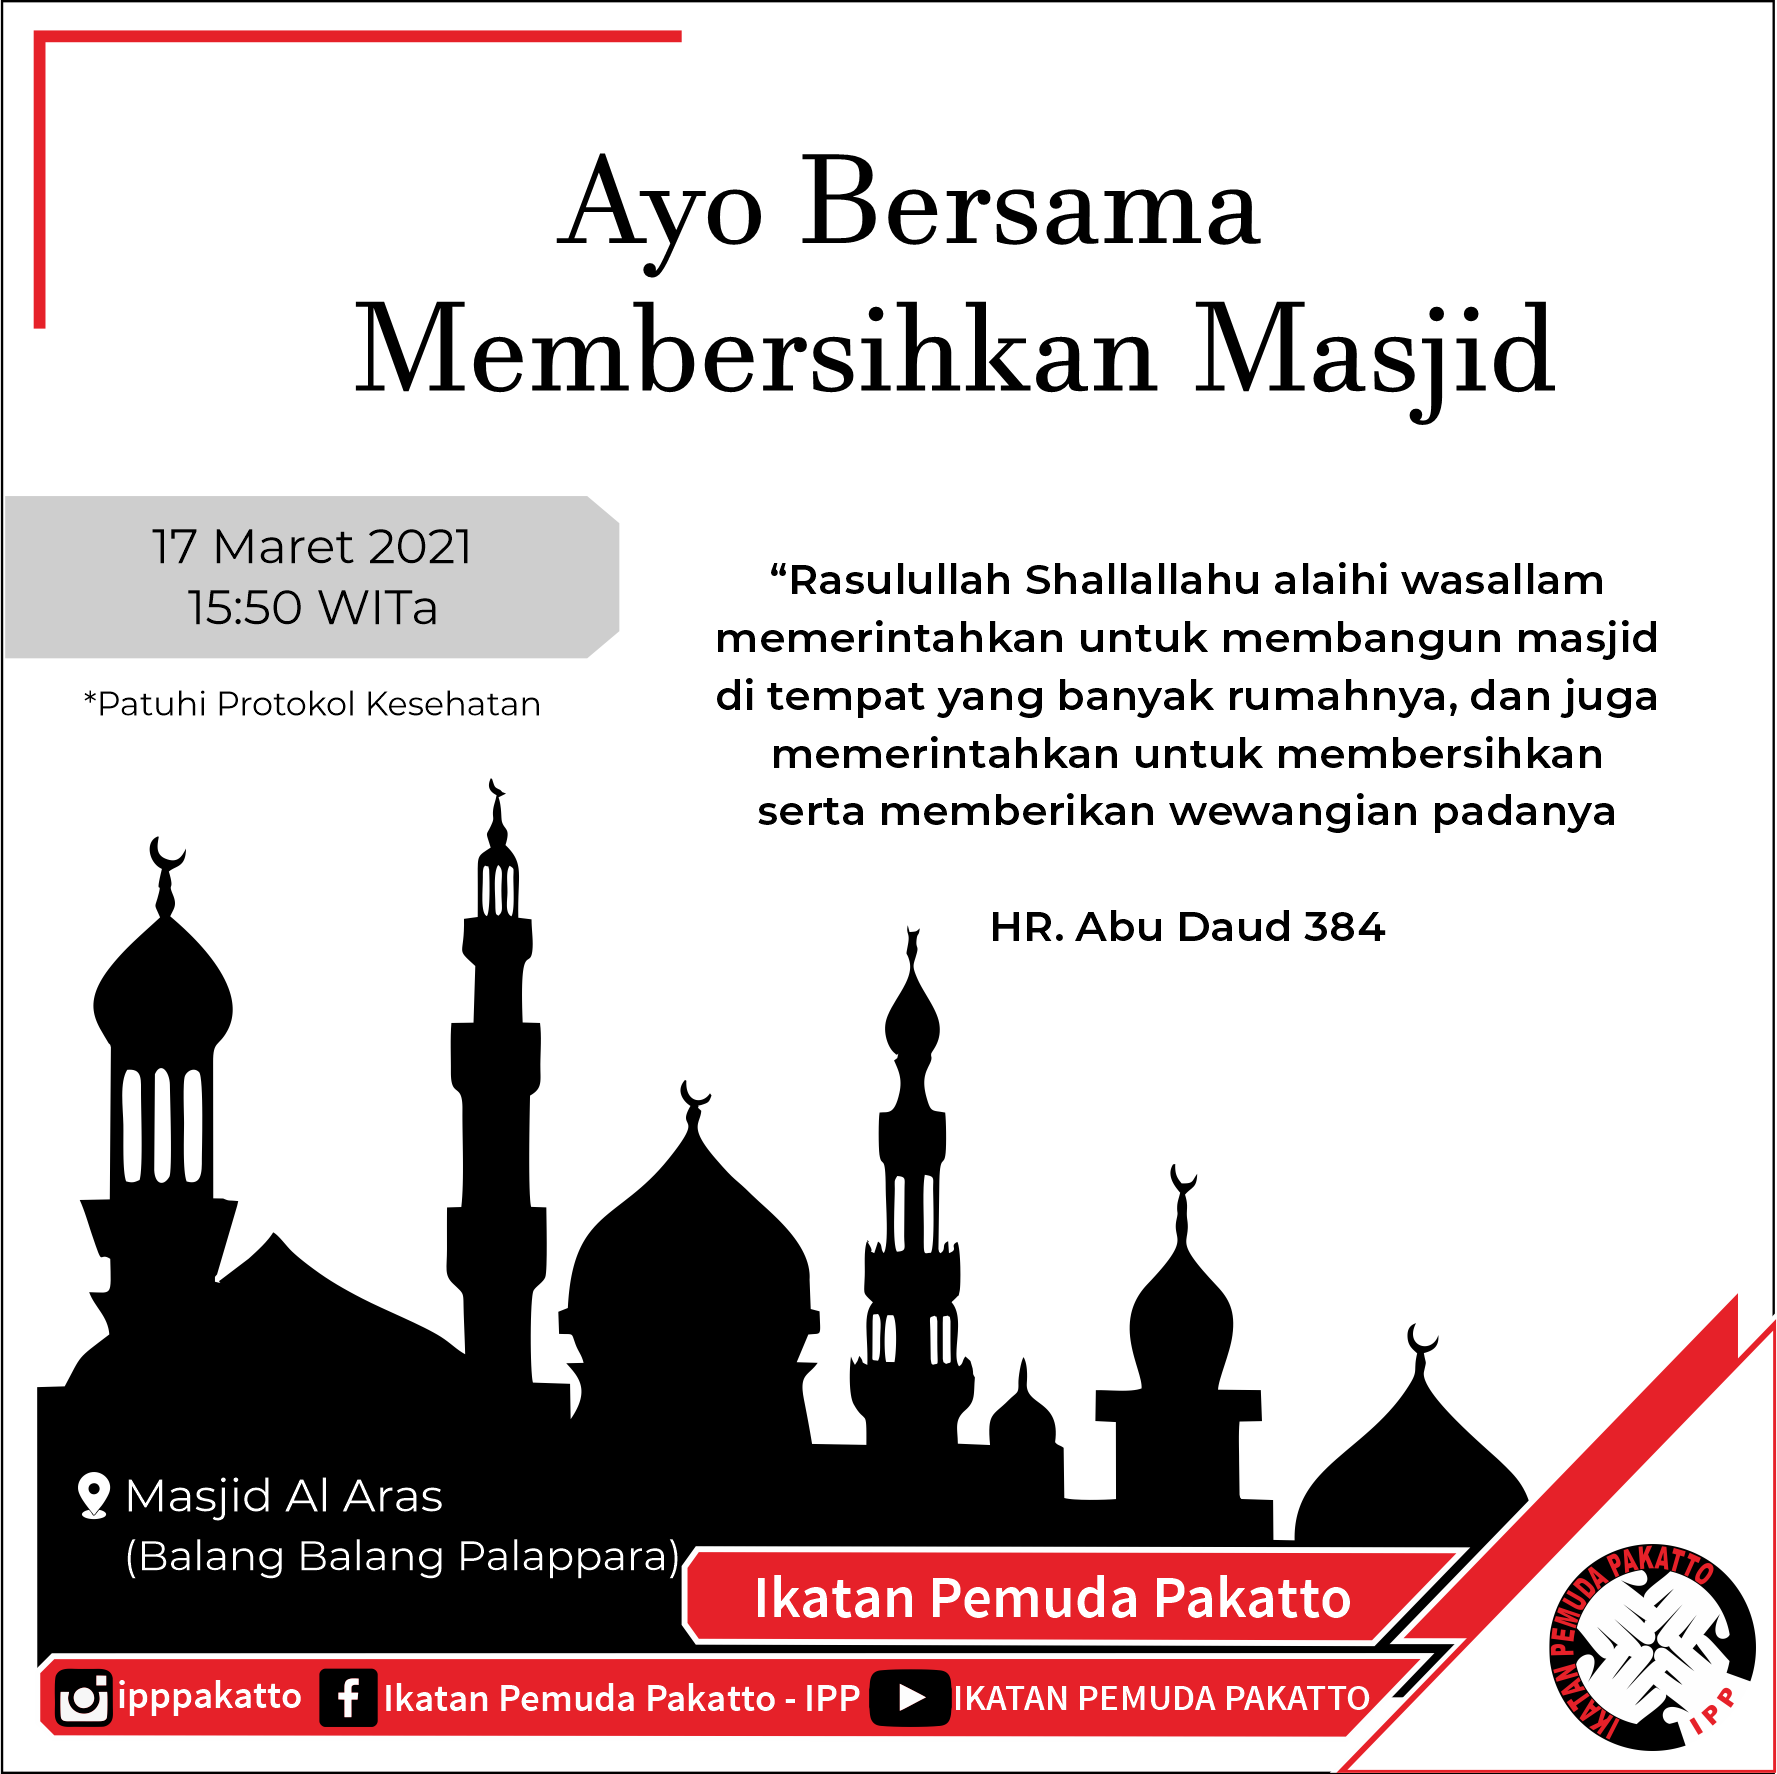 Ayo Bersama
Membersihkan Masjid
17 Maret 2021
15:50 WITa
*Patuhi Protokol Kesehatan
“Rasulullah Shallallahu alaihi wasallam
memerintahkan untuk membangun masjid
di tempat yang banyak rumahnya, dan juga
memerintahkan untuk membersihkan
serta memberikan wewangian padanya
HR. Abu Daud 384
Masjid Al Aras
(Balang Balang Palappara)
Ikatan Pemuda Pakatto
ipppakatto
Ikatan Pemuda Pakatto - IPP
IKATAN PEMUDA PAKATTO
IKATAN PEMUDA PAKATTO
IPP